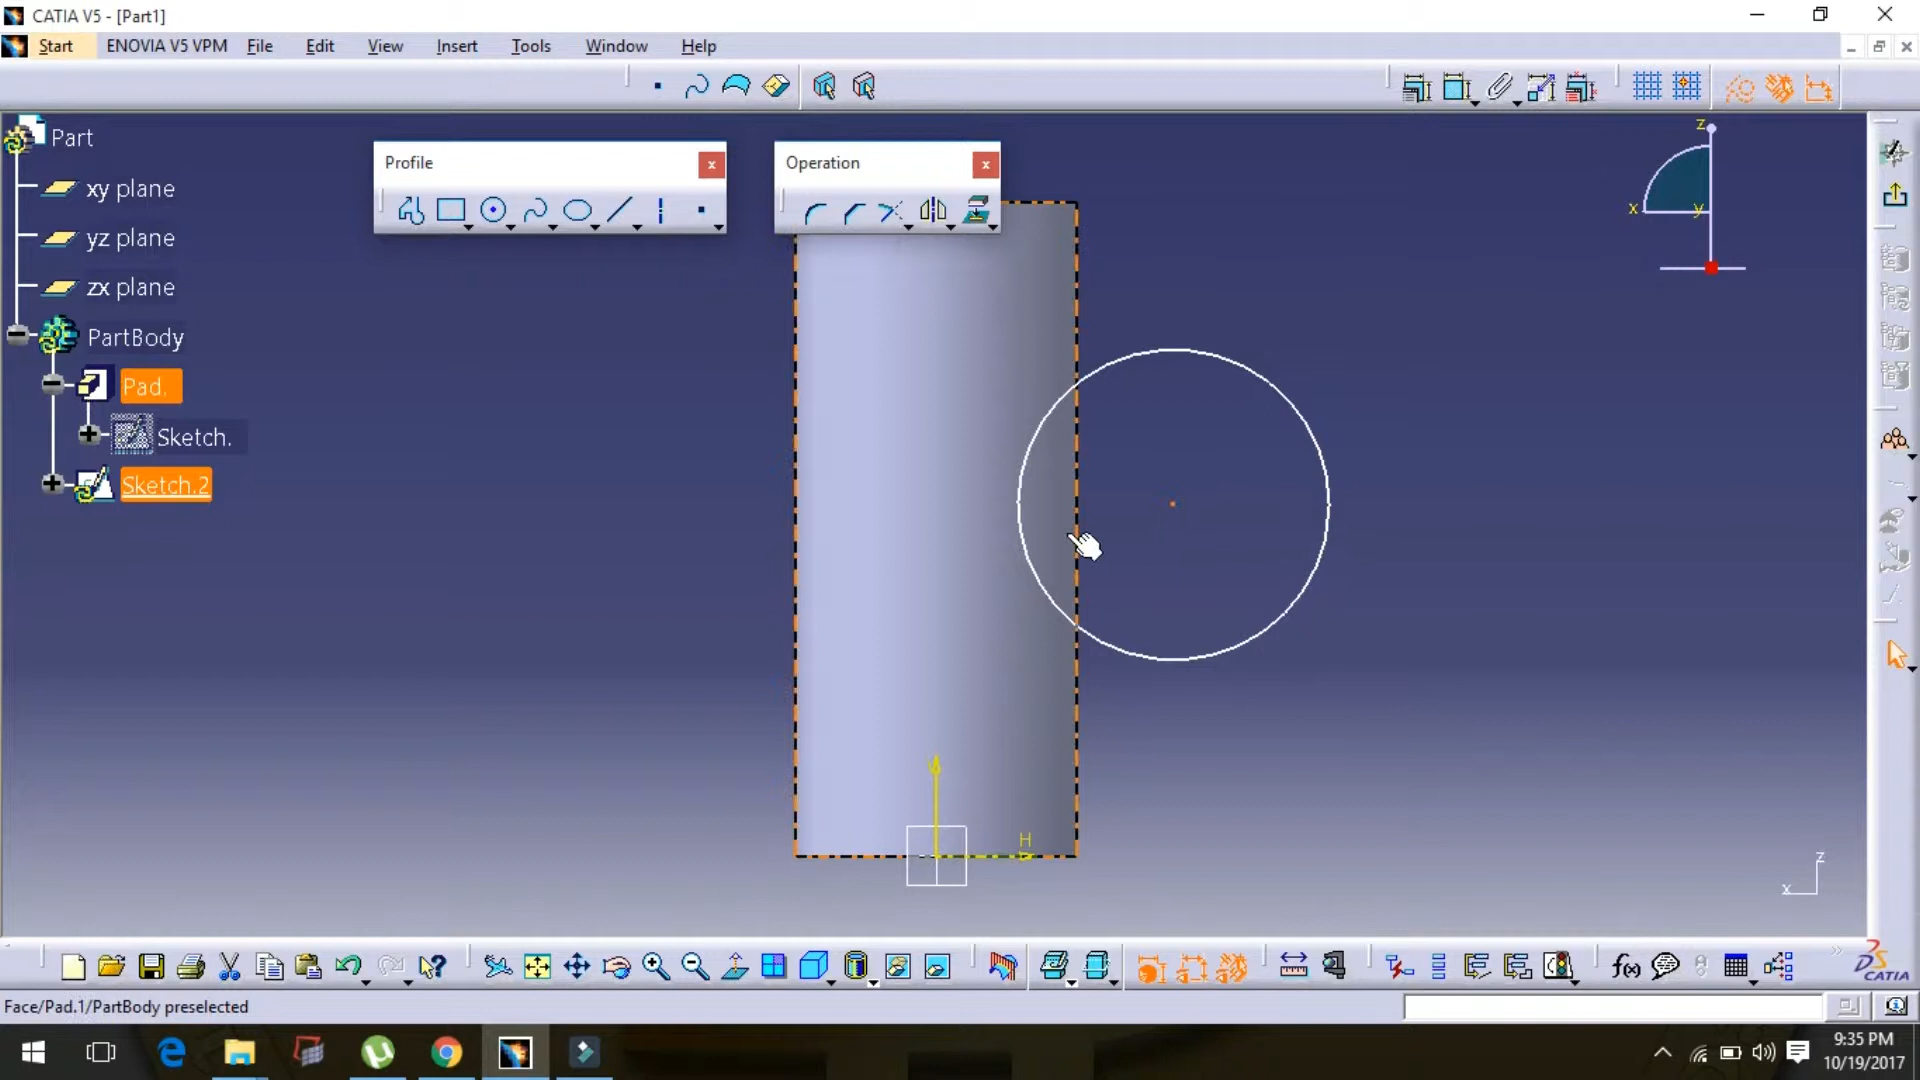 CATIA V5 - [Part1]
Start ENOVIA V5 VPM File Edit View Insert Tools Window Help
Part
xy plane
yz plane
zx plane
PartBody
Pad.
Sketch.
Sketch.2
Profile
Operation
z
x
y
H
z
x
f(x)
CATIA
Face/Pad.1/PartBody preselected
9:35 PM
10/19/2017